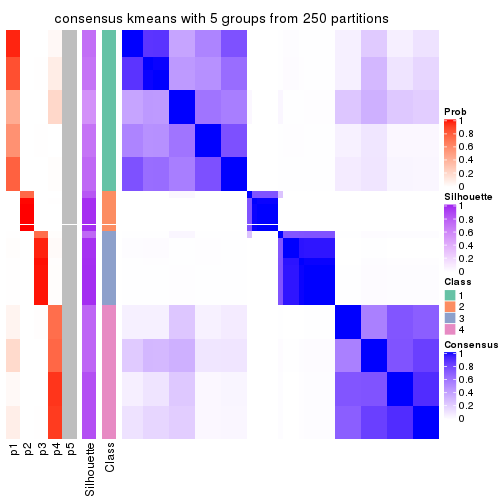 consensus kmeans with 5 groups from 250 partitions
Prob
1
0.8
0.6
0.4
0.2
0
Silhouette
1
0.8
0.6
0.4
0.2
0
Class
1
2
3
4
Consensus
1
0.8
0.6
0.4
0.2
0
p1
p2
p3
p4
p5
Silhouette
Class